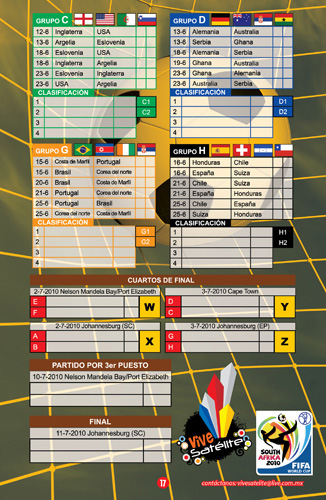 GRUPO C
12-6 Inglaterra USA
13-6 Argelia Eslovenia
18-6 Eslovenia USA
18-6 Inglaterra Argelia
23-6 Eslovenia Inglaterra
23-6 USA Argelia
CLASIFICACIÓN
1 C1
2 C2
3
4
GRUPO D
13-6 Alemania Australia
13-6 Serbia Ghana
18-6 Alemania Serbia
19-6 Ghana Australia
23-6 Ghana Alemania
23-6 Australia Serbia
CLASIFICACIÓN
1 D1
2 D2
3
4
GRUPO G
15-6 Costa de Marfil Portugal
15-6 Brasil Corea del norte
20-6 Brasil Costa de Marfil
21-6 Portugal Corea del norte
25-6 Portugal Brasil
25-6 Corea del norte Costa de Marfil
CLASIFICACIÓN
1 G1
2 G2
3
4
GRUPO H
16-6 Honduras Chile
16-6 España Suiza
21-6 Chile Suiza
21-6 España Honduras
25-6 Chile España
25-6 Suiza Honduras
CLASIFICACIÓN
1 H1
2 H2
3
4
CUARTOS DE FINAL
2-7-2010 Nelson Mandela Bay/Port Elizabeth
E
F
W
3-7-2010 Cape Town
D
C
Y
2-7-2010 Johannesburg (SC)
A
B
X
3-7-2010 Johannesburg (EP)
G
H
Z
PARTIDO POR 3er PUESTO
10-7-2010 Nelson Mandela Bay/Port Elizabeth
FINAL
11-7-2010 Johannesburg (SC)
Vive
Satélite
SOUTH
AFRICA
2010
FIFA
WORLD CUP
17
contáctanos: vivesatelite@live.com.mx